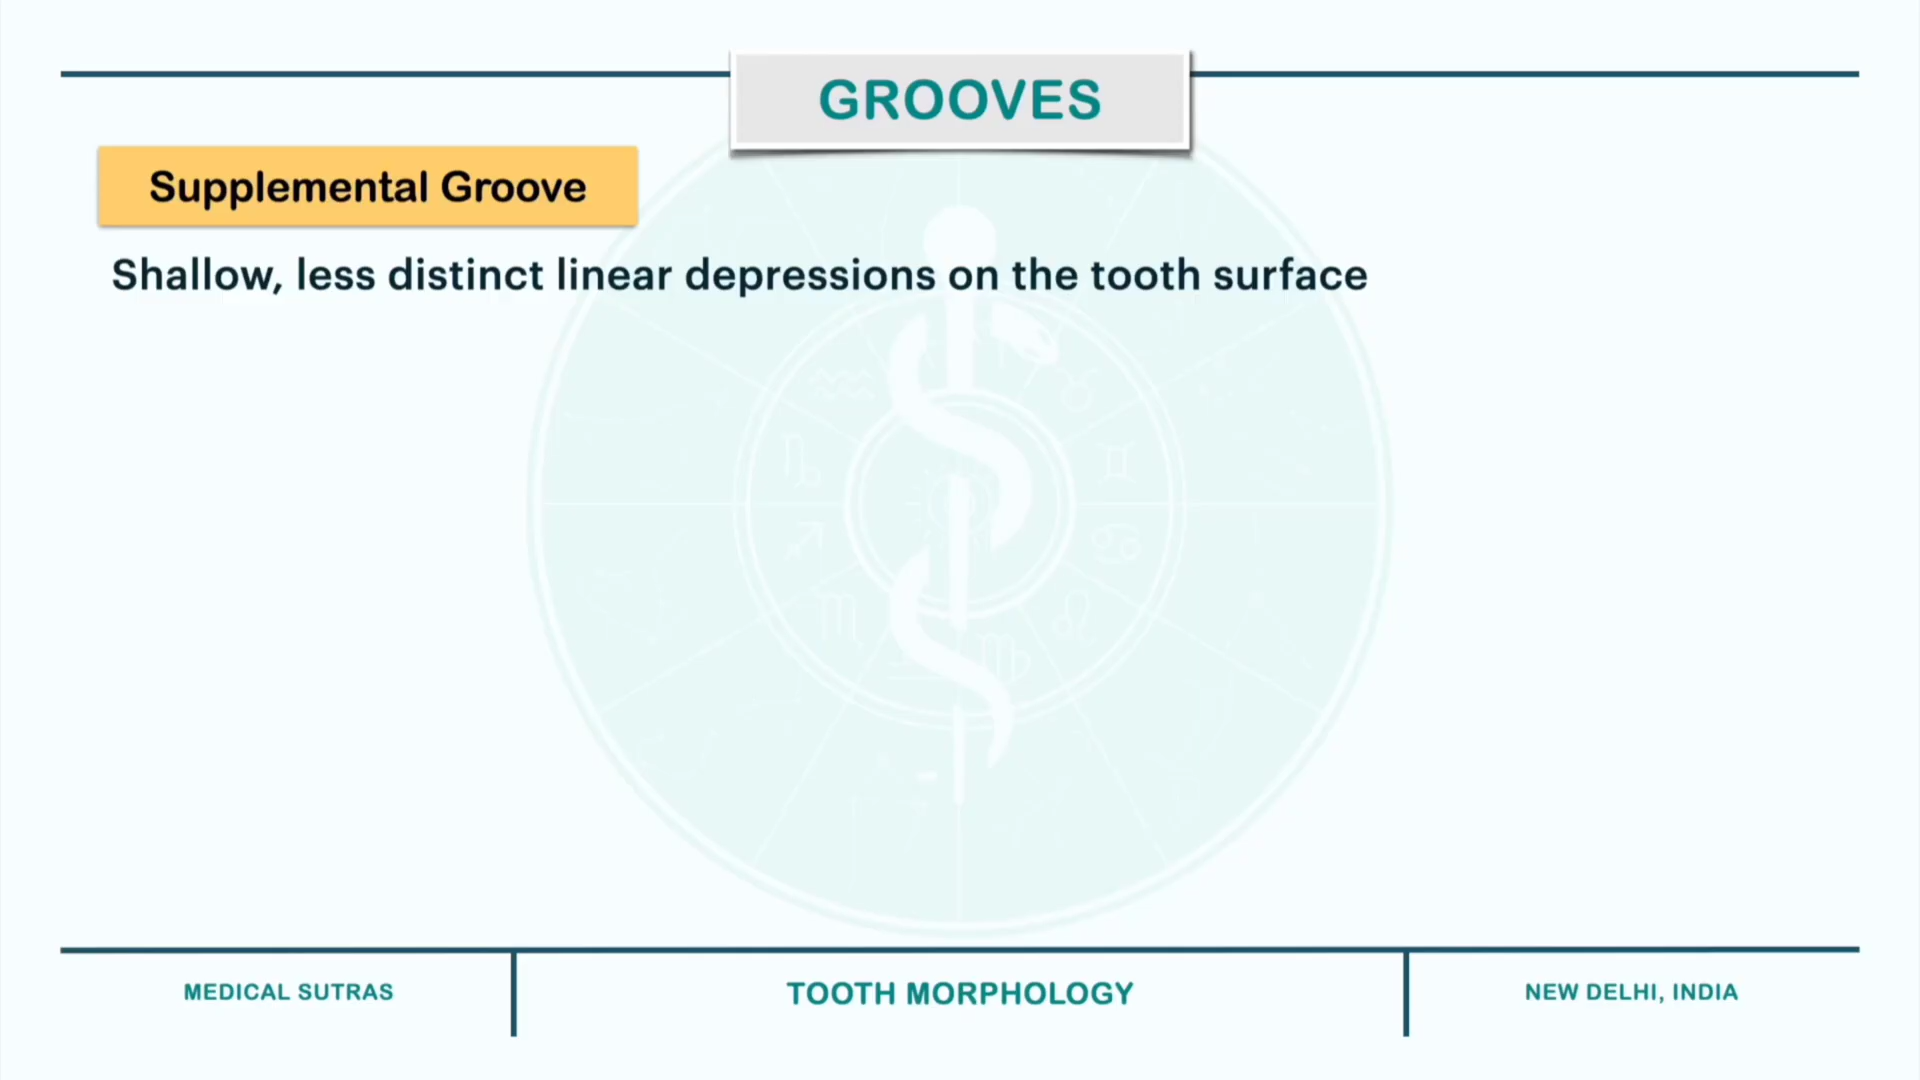 GROOVES
Supplemental Groove
Shallow, less distinct linear depressions on the tooth surface
MEDICAL SUTRAS
TOOTH MORPHOLOGY
NEW DELHI, INDIA